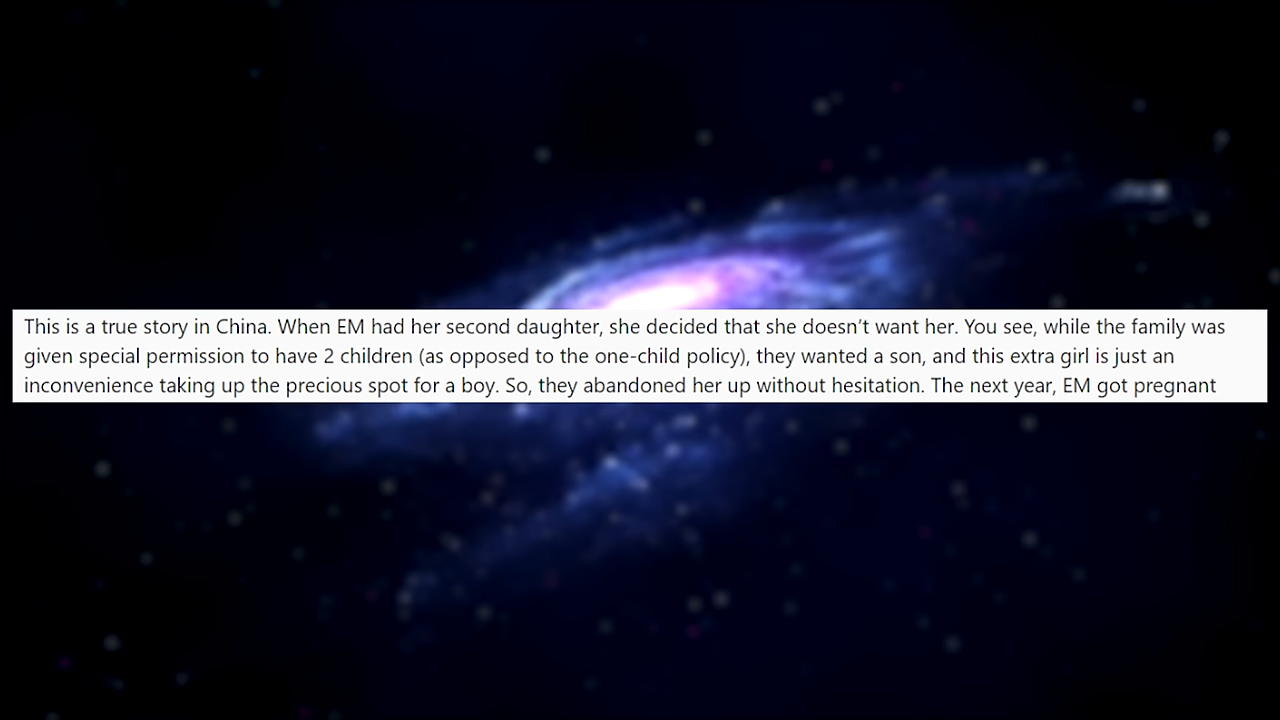 This is a true story in China. When EM had her second daughter, she decided that she doesn’t want her. You see, while the family was
given special permission to have 2 children (as opposed to the one-child policy), they wanted a son, and this extra girl is just an
inconvenience taking up the precious spot for a boy. So, they abandoned her up without hesitation. The next year, EM got pregnant